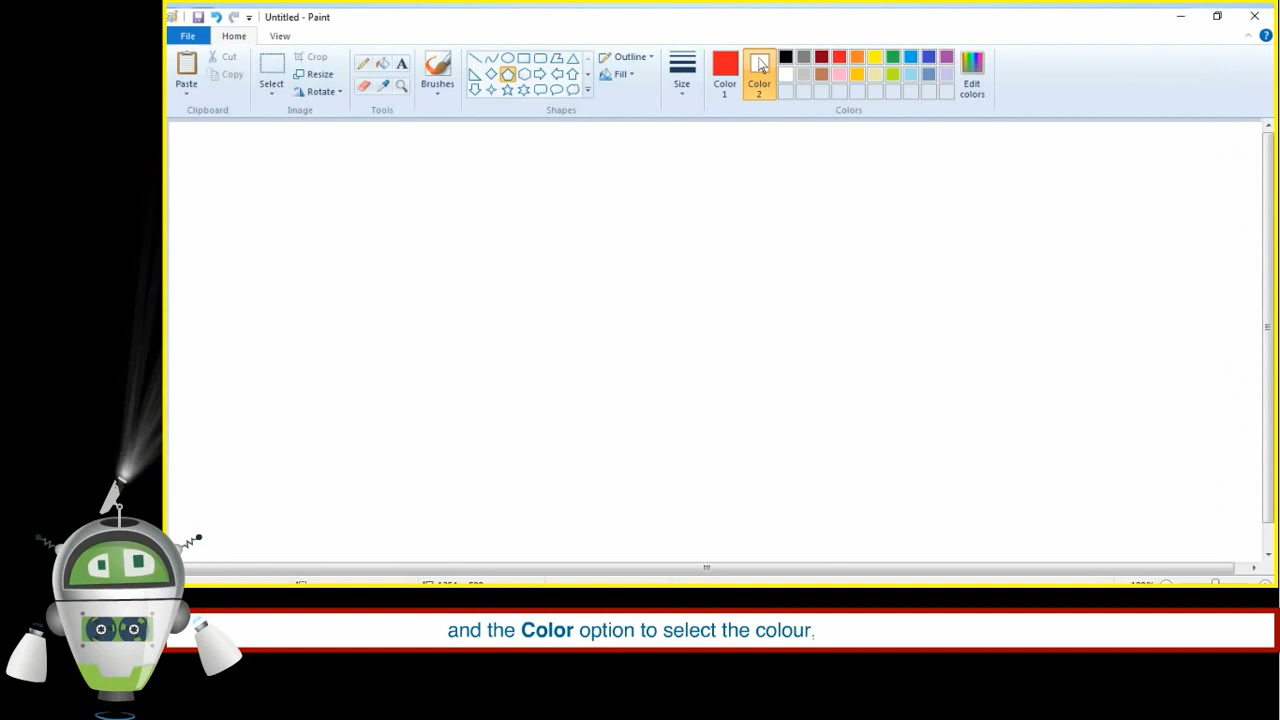 Untitled - Paint
File Home View
Paste
Cut
Copy
Clipboard
Select
Crop
Resize
Rotate
Image
Tools
Brushes
Outline
Fill
Shapes
Size
Color 1
Color 2
Edit colors
Colors
and the Color option to select the colour,